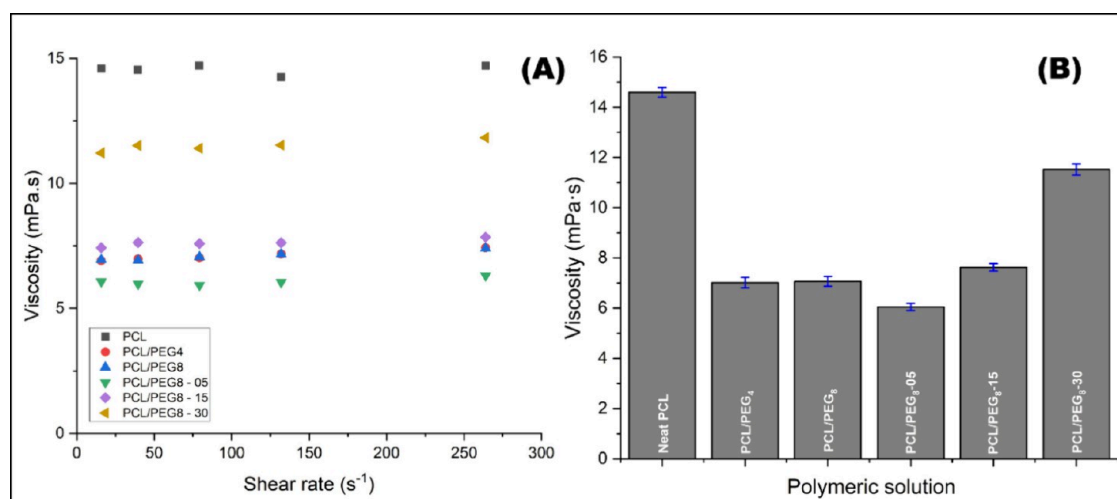 (A)
15
10
5
0
Viscosity (mPa.s)
PCL
PCL/PEG4
PCL/PEG8
PCL/PEG8 - 05
PCL/PEG8 - 15
PCL/PEG8 - 30
0 50 100 150 200 250 300
Shear rate (s⁻¹)
(B)
16
14
12
10
8
6
4
2
0
Viscosity (mPa·s)
Neat PCL
PCL/PEG₄
PCL/PEG₈
PCL/PEG₈-05
PCL/PEG₈-15
PCL/PEG₈-30
Polymeric solution